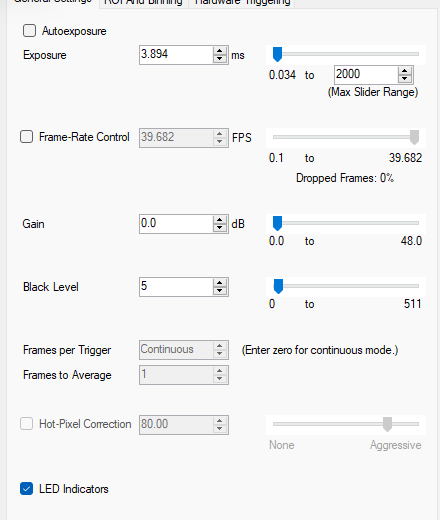 General Settings ROI And Binning Hardware Triggering
Autoexposure
Exposure 3.894 ms
0.034 to 2000
(Max Slider Range)
Frame-Rate Control 39.682 FPS
0.1 to 39.682
Dropped Frames: 0%
Gain 0.0 dB
0.0 to 48.0
Black Level 5
0 to 511
Frames per Trigger Continuous (Enter zero for continuous mode.)
Frames to Average 1
Hot-Pixel Correction 80.00
None Aggressive
LED Indicators